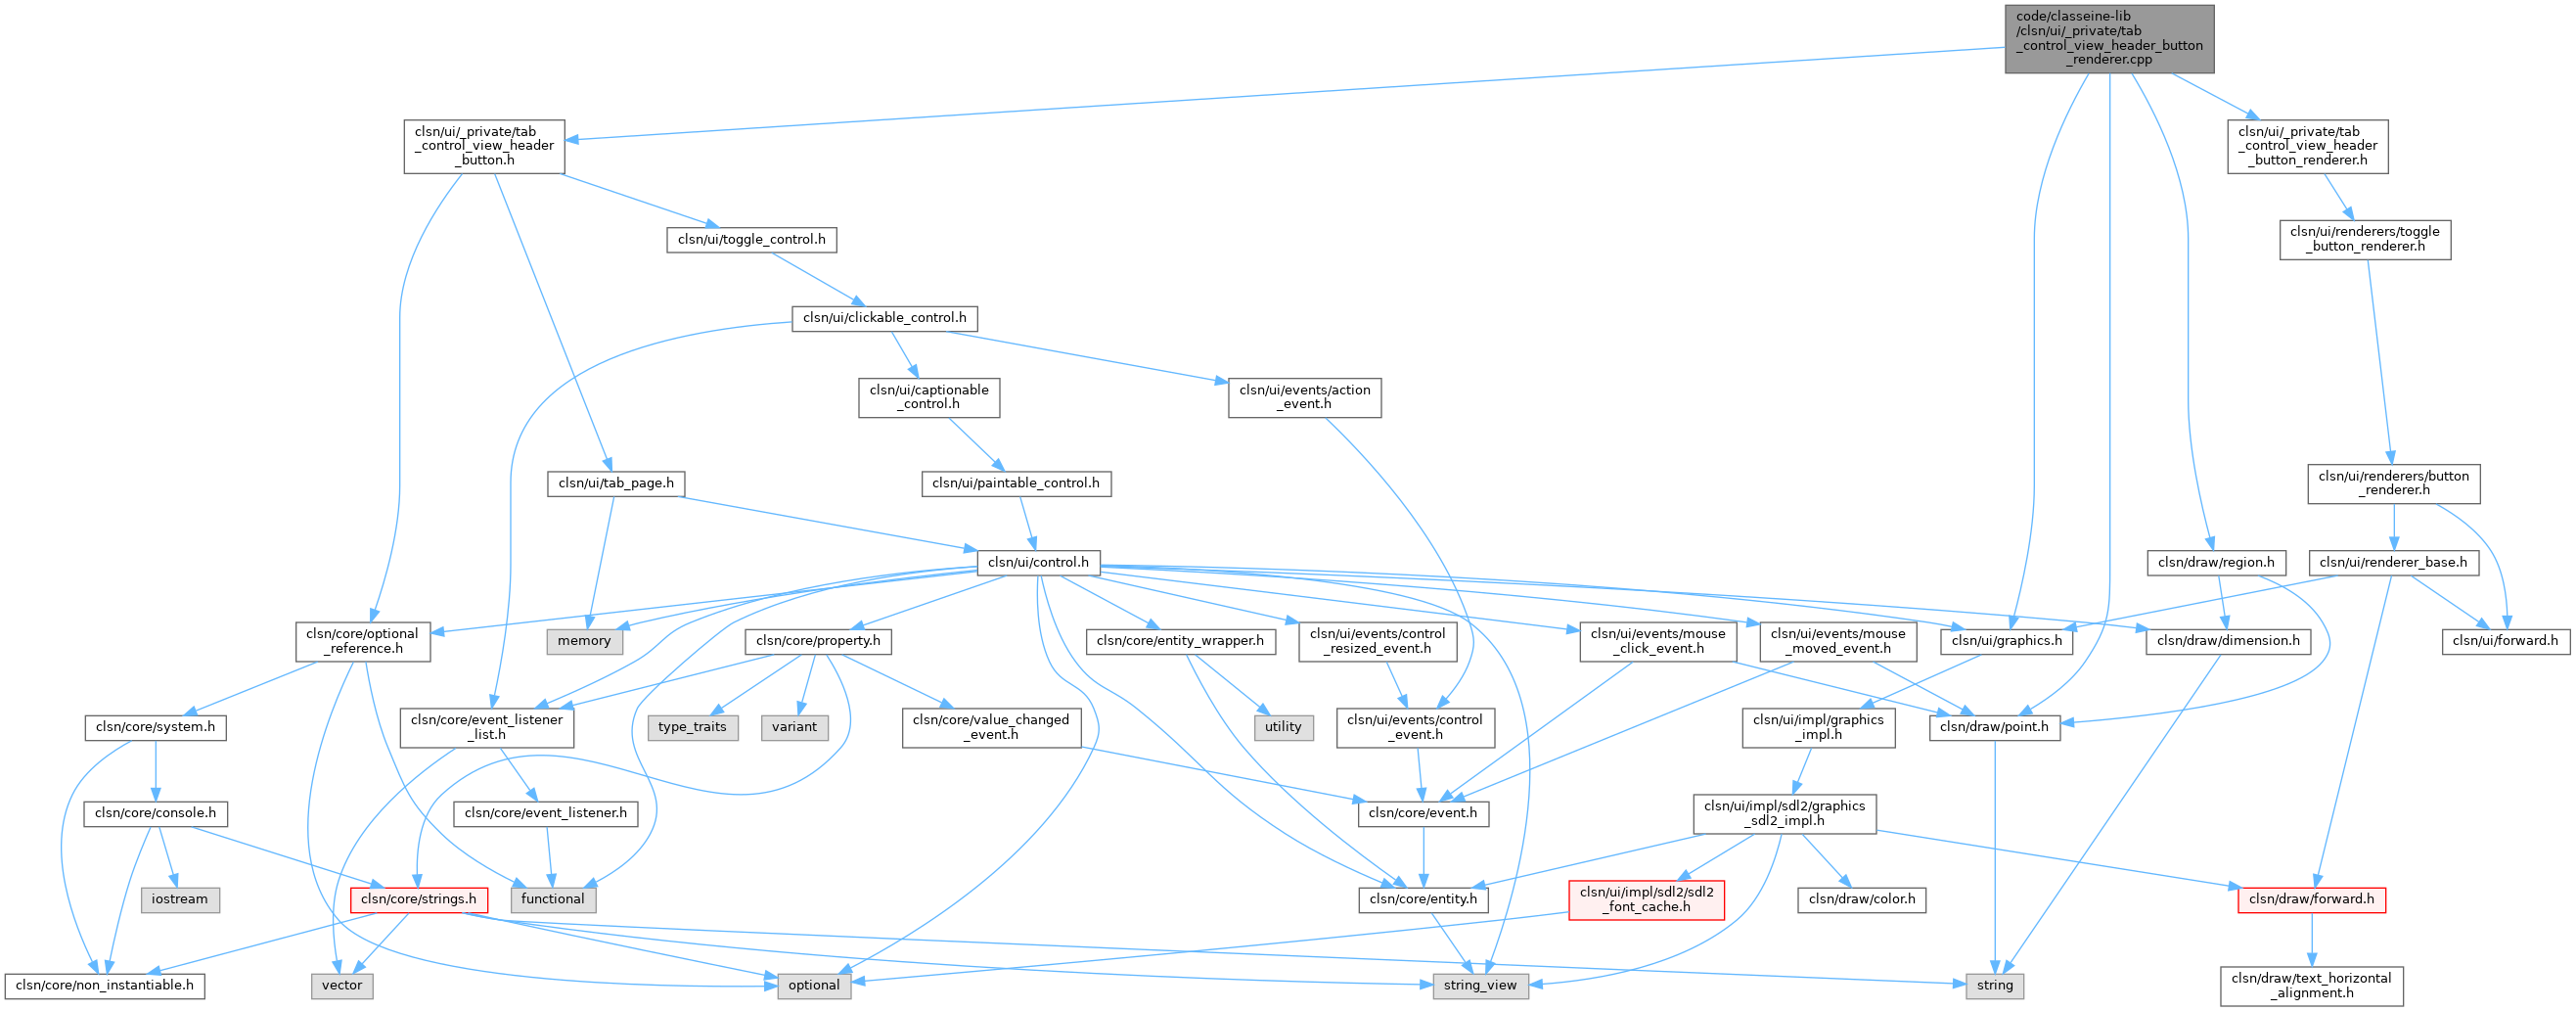 code/classeine-lib
/clsn/ui/_private/tab
_control_view_header_button
_renderer.cpp
clsn/ui/_private/tab
_control_view_header
_button.h
clsn/ui/_private/tab
_control_view_header
_button_renderer.h
clsn/ui/toggle_control.h
clsn/ui/renderers/toggle
_button_renderer.h
clsn/ui/clickable_control.h
clsn/ui/captionable
_control.h
clsn/ui/events/action
_event.h
clsn/ui/tab_page.h
clsn/ui/paintable_control.h
clsn/ui/renderers/button
_renderer.h
clsn/ui/control.h
clsn/draw/region.h
clsn/ui/renderer_base.h
clsn/core/optional
_reference.h
memory
clsn/core/property.h
clsn/core/entity_wrapper.h
clsn/ui/events/control
_resized_event.h
clsn/ui/events/mouse
_click_event.h
clsn/ui/events/mouse
_moved_event.h
clsn/ui/graphics.h
clsn/draw/dimension.h
clsn/ui/forward.h
clsn/core/system.h
clsn/core/event_listener
_list.h
type_traits
variant
clsn/core/value_changed
_event.h
utility
clsn/ui/events/control
_event.h
clsn/ui/impl/graphics
_impl.h
clsn/draw/point.h
clsn/core/console.h
clsn/core/event_listener.h
clsn/core/event.h
clsn/ui/impl/sdl2/graphics
_sdl2_impl.h
iostream
clsn/core/strings.h
functional
clsn/core/entity.h
clsn/ui/impl/sdl2/sdl2
_font_cache.h
clsn/draw/color.h
clsn/draw/forward.h
clsn/core/non_instantiable.h
vector
optional
string_view
string
clsn/draw/text_horizontal
_alignment.h